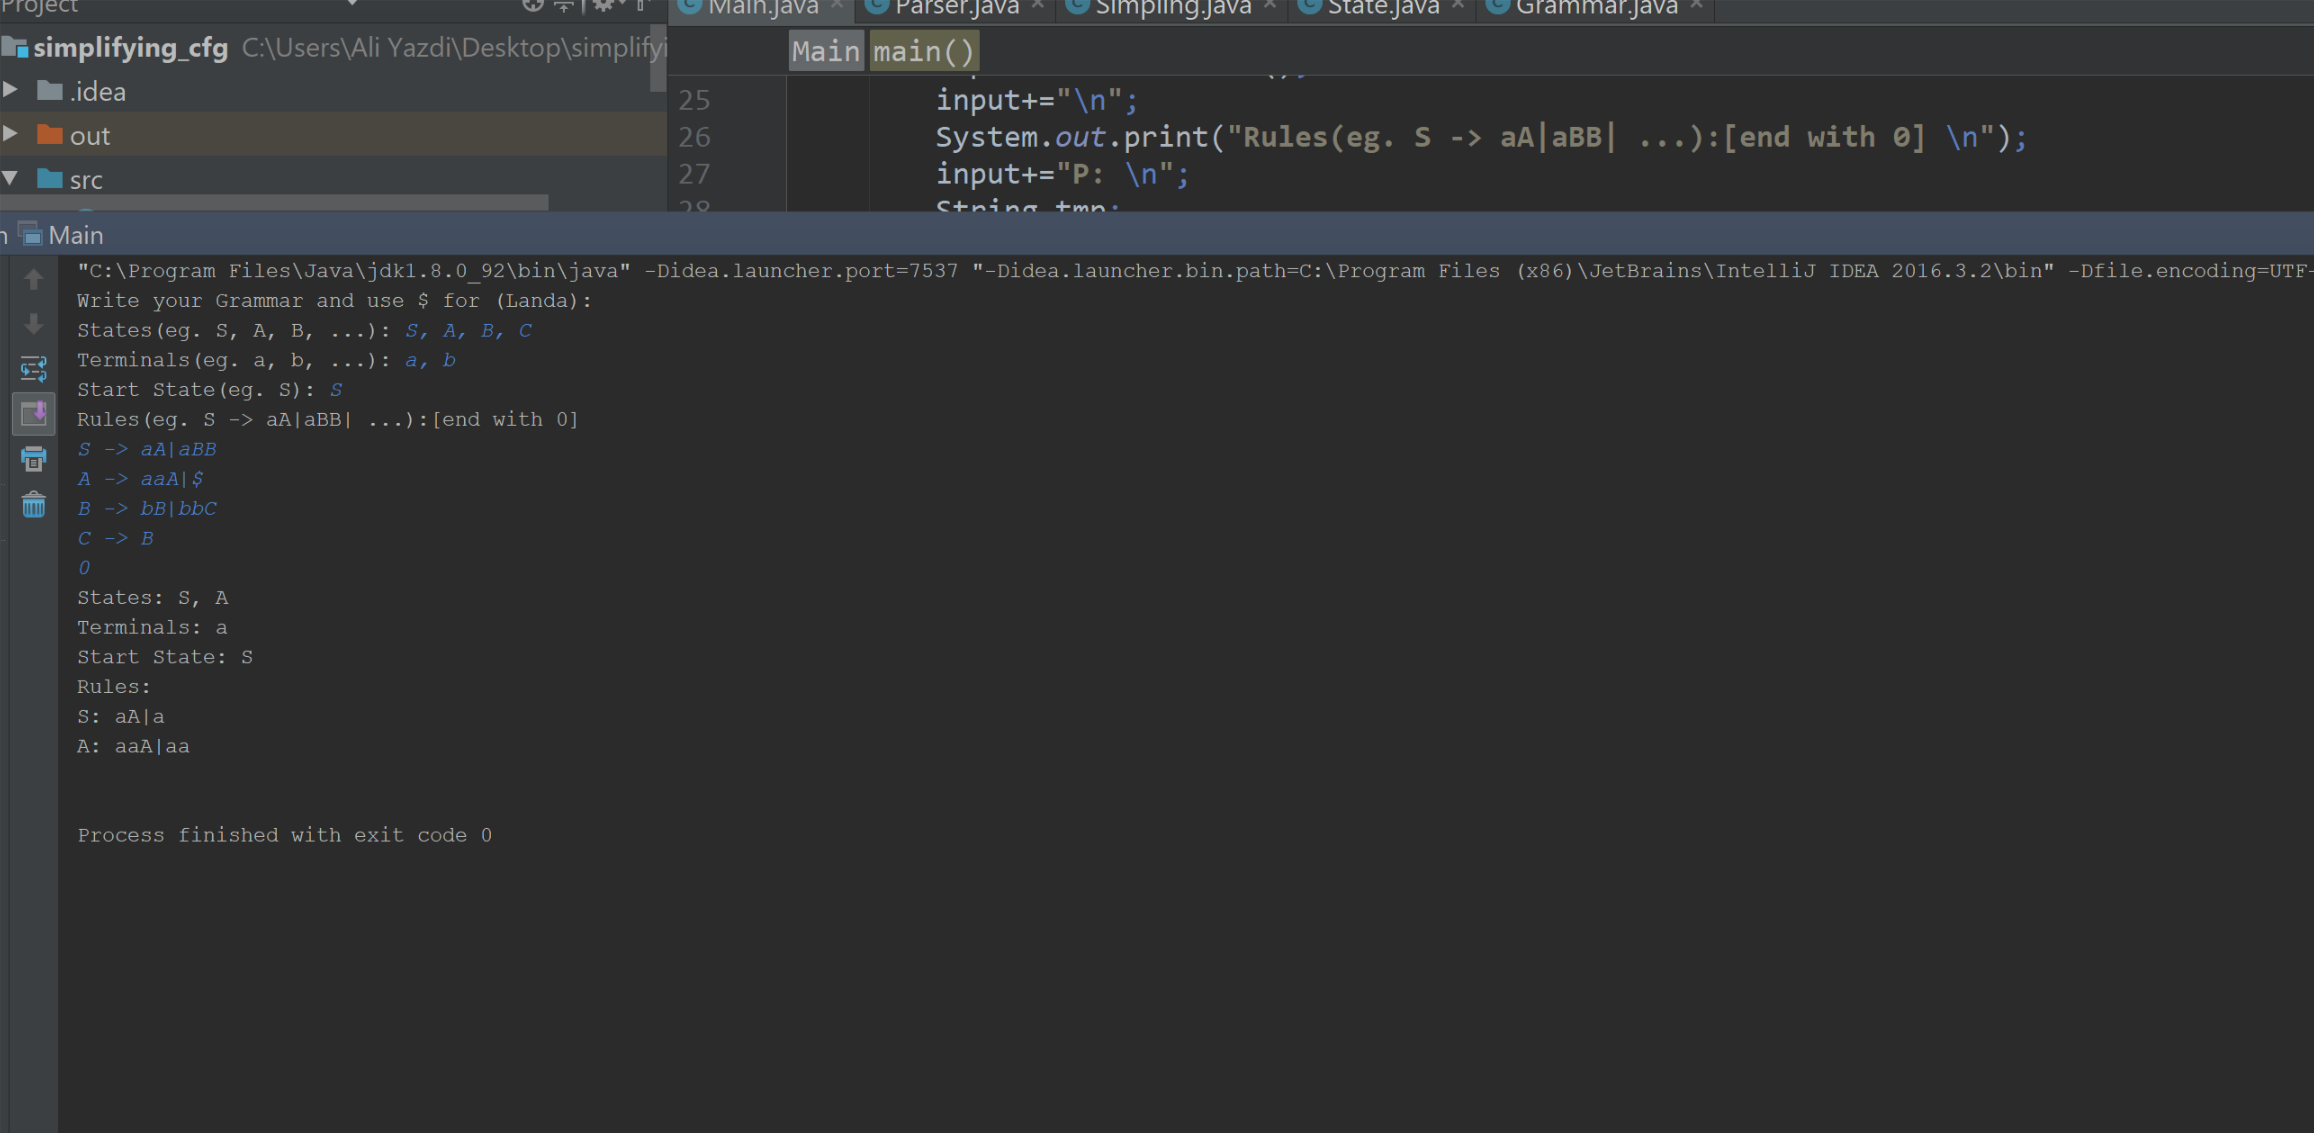 Project
Main.java Parser.java Simpling.java State.java Grammar.java
simplifying_cfg C:\Users\Ali Yazdi\Desktop\simplifyi
Main main()
.idea
25 input+="\n";
out
26 System.out.print("Rules(eg. S -> aA|aBB| ...):[end with 0] \n");
27 input+="P: \n";
src
28 String tmp;
Main
"C:\Program Files\Java\jdk1.8.0_92\bin\java" -Didea.launcher.port=7537 "-Didea.launcher.bin.path=C:\Program Files (x86)\JetBrains\IntelliJ IDEA 2016.3.2\bin" -Dfile.encoding=UTF-
Write your Grammar and use $ for (Landa):
States(eg. S, A, B, ...): S, A, B, C
Terminals(eg. a, b, ...): a, b
Start State(eg. S): S
Rules(eg. S -> aA|aBB| ...):[end with 0]
S -> aA|aBB
A -> aaA|$
B -> bB|bbC
C -> B
0
States: S, A
Terminals: a
Start State: S
Rules:
S: aA|a
A: aaA|aa
Process finished with exit code 0